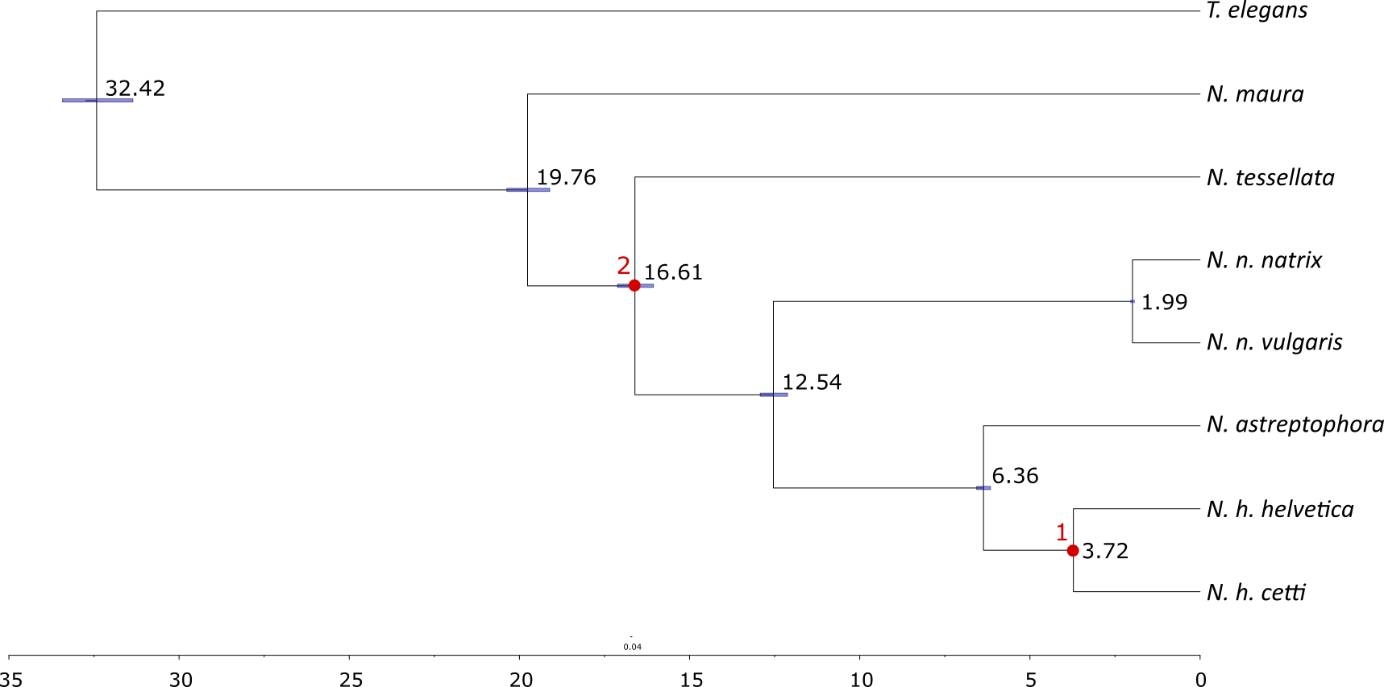 T. elegans
32.42
N. maura
19.76
N. tessellata
2
16.61
N. n. natrix
1.99
N. n. vulgaris
12.54
N. astreptophora
6.36
N. h. helvetica
1
3.72
N. h. cetti
0.04
35 30 25 20 15 10 5 0